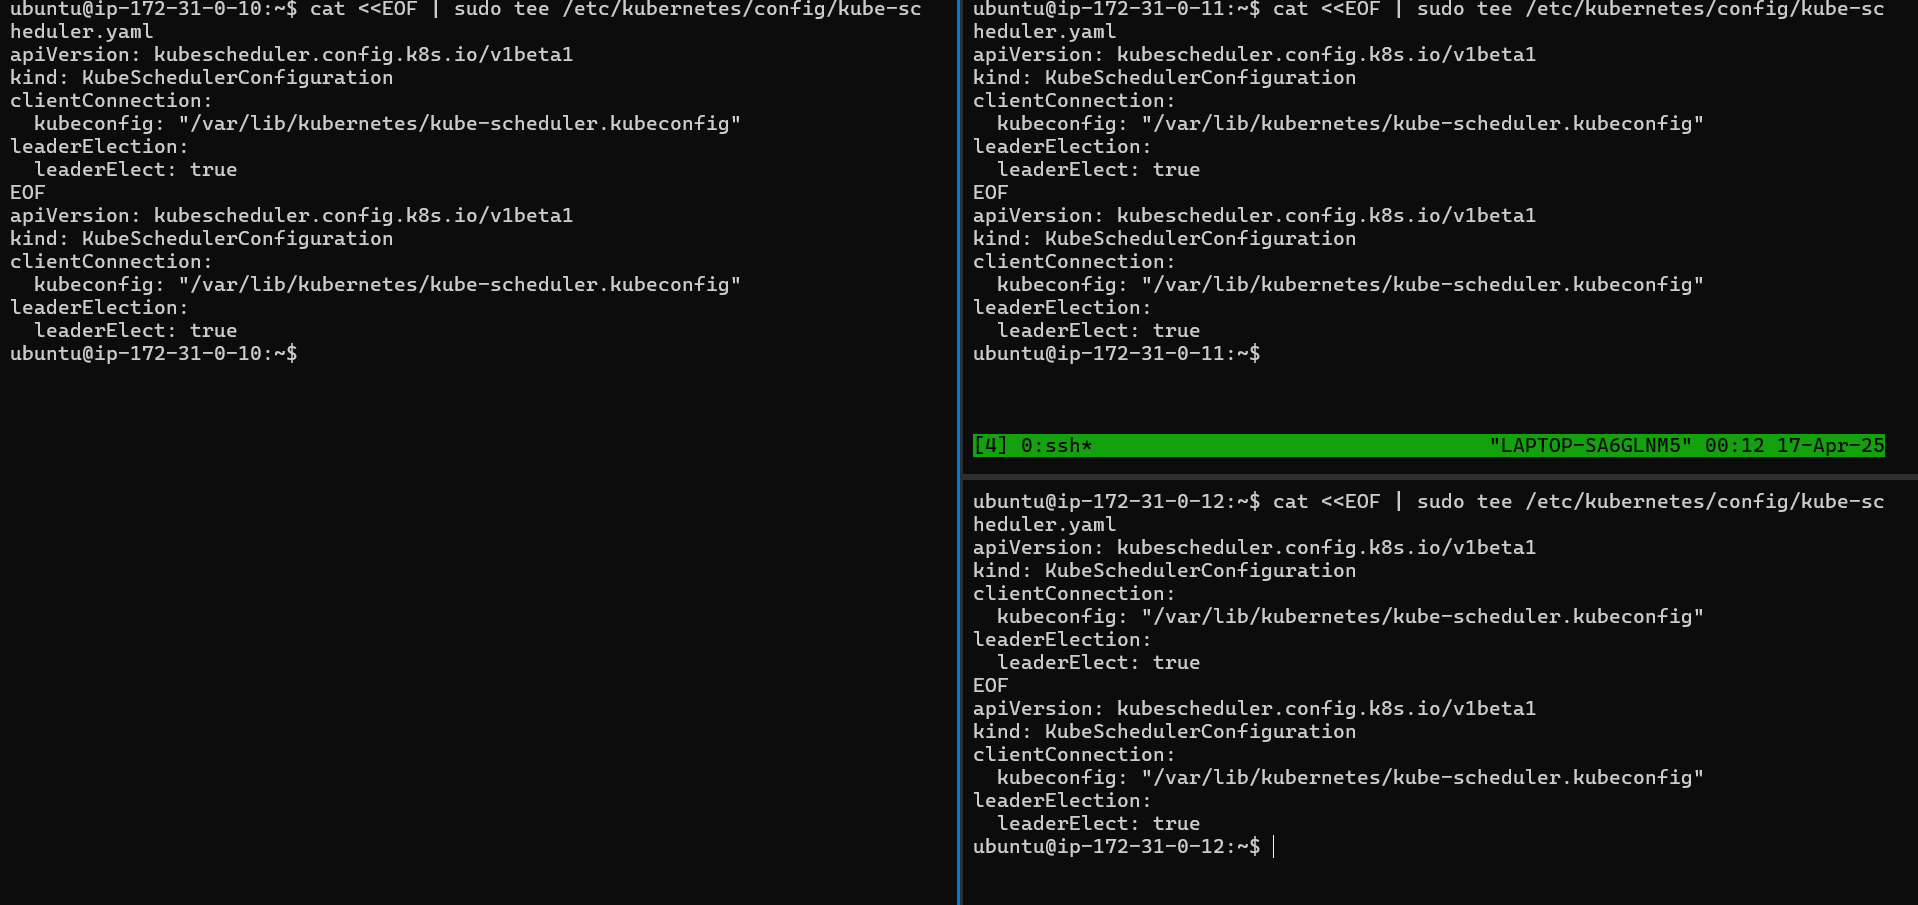 ubuntu@ip-172-31-0-10:~$ cat <<EOF | sudo tee /etc/kubernetes/config/kube-sc
heduler.yaml
apiVersion: kubescheduler.config.k8s.io/v1beta1
kind: KubeSchedulerConfiguration
clientConnection:
  kubeconfig: "/var/lib/kubernetes/kube-scheduler.kubeconfig"
leaderElection:
  leaderElect: true
EOF
apiVersion: kubescheduler.config.k8s.io/v1beta1
kind: KubeSchedulerConfiguration
clientConnection:
  kubeconfig: "/var/lib/kubernetes/kube-scheduler.kubeconfig"
leaderElection:
  leaderElect: true
ubuntu@ip-172-31-0-10:~$
ubuntu@ip-172-31-0-11:~$ cat <<EOF | sudo tee /etc/kubernetes/config/kube-sc
heduler.yaml
apiVersion: kubescheduler.config.k8s.io/v1beta1
kind: KubeSchedulerConfiguration
clientConnection:
  kubeconfig: "/var/lib/kubernetes/kube-scheduler.kubeconfig"
leaderElection:
  leaderElect: true
EOF
apiVersion: kubescheduler.config.k8s.io/v1beta1
kind: KubeSchedulerConfiguration
clientConnection:
  kubeconfig: "/var/lib/kubernetes/kube-scheduler.kubeconfig"
leaderElection:
  leaderElect: true
ubuntu@ip-172-31-0-11:~$
[4] 0:ssh* "LAPTOP-SA6GLNM5" 00:12 17-Apr-25
ubuntu@ip-172-31-0-12:~$ cat <<EOF | sudo tee /etc/kubernetes/config/kube-sc
heduler.yaml
apiVersion: kubescheduler.config.k8s.io/v1beta1
kind: KubeSchedulerConfiguration
clientConnection:
  kubeconfig: "/var/lib/kubernetes/kube-scheduler.kubeconfig"
leaderElection:
  leaderElect: true
EOF
apiVersion: kubescheduler.config.k8s.io/v1beta1
kind: KubeSchedulerConfiguration
clientConnection:
  kubeconfig: "/var/lib/kubernetes/kube-scheduler.kubeconfig"
leaderElection:
  leaderElect: true
ubuntu@ip-172-31-0-12:~$